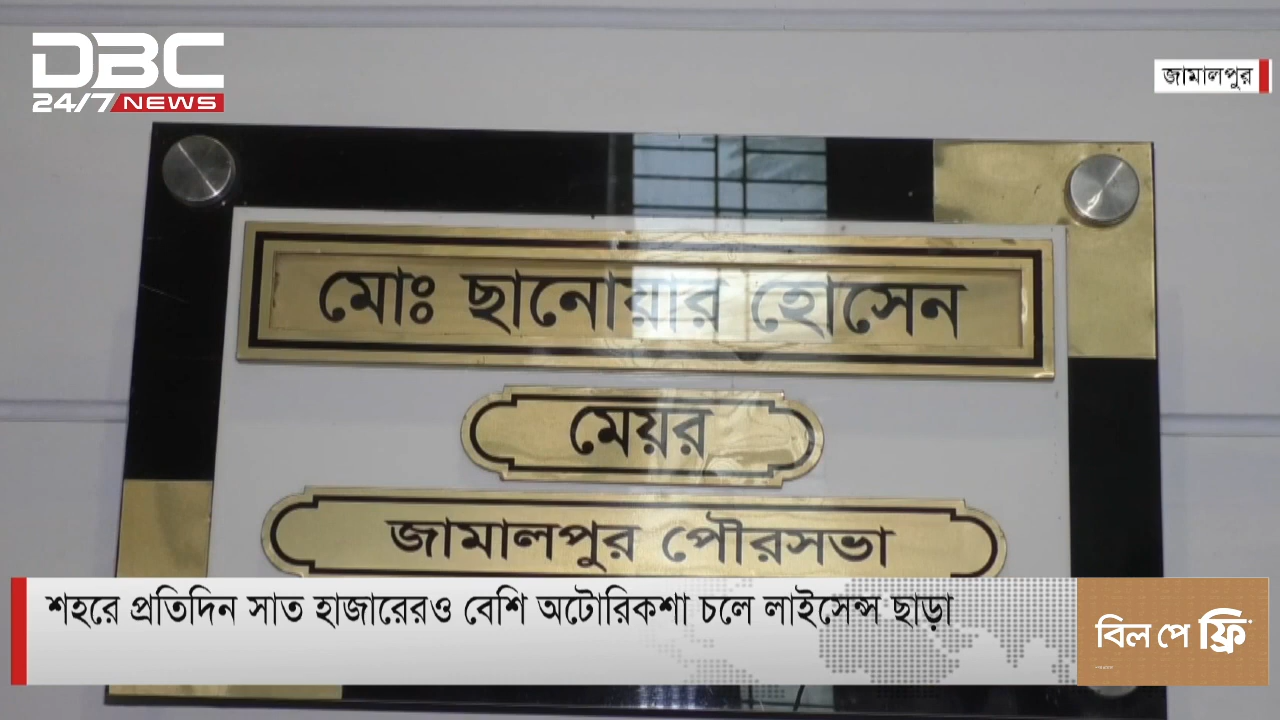 DBC
24/7 NEWS
জামালপুর
মোঃ ছানোয়ার হোসেন
মেয়র
জামালপুর পৌরসভা
শহরে প্রতিদিন সাত হাজারেরও বেশি অটোরিকশা চলে লাইসেন্স ছাড়া
বিল পে ফ্রি